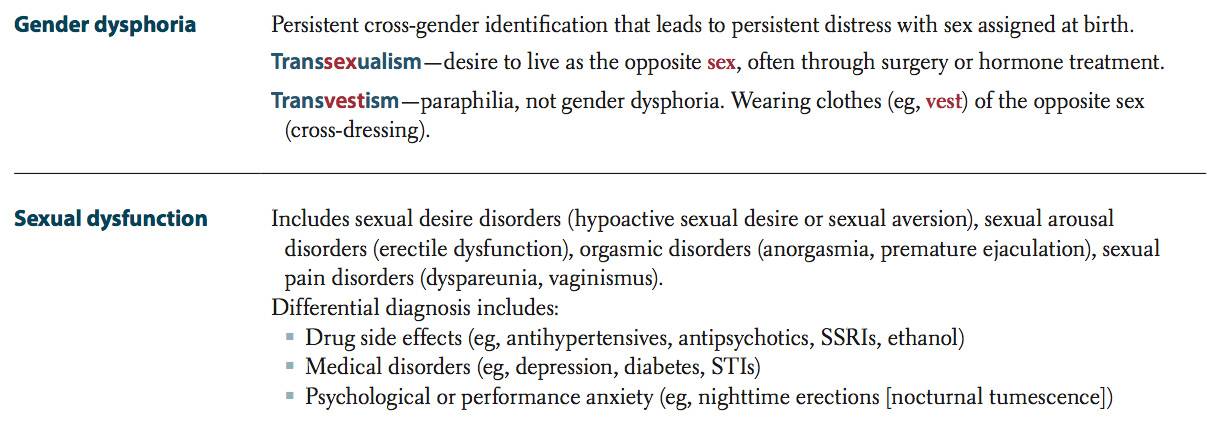 Gender dysphoria
Persistent cross-gender identification that leads to persistent distress with sex assigned at birth.
Transsexualism—desire to live as the opposite sex, often through surgery or hormone treatment.
Transvestism—paraphilia, not gender dysphoria. Wearing clothes (eg, vest) of the opposite sex
(cross-dressing).
Sexual dysfunction
Includes sexual desire disorders (hypoactive sexual desire or sexual aversion), sexual arousal
disorders (erectile dysfunction), orgasmic disorders (anorgasmia, premature ejaculation), sexual
pain disorders (dyspareunia, vaginismus).
Differential diagnosis includes:
▪ Drug side effects (eg, antihypertensives, antipsychotics, SSRIs, ethanol)
▪ Medical disorders (eg, depression, diabetes, STIs)
▪ Psychological or performance anxiety (eg, nighttime erections [nocturnal tumescence])